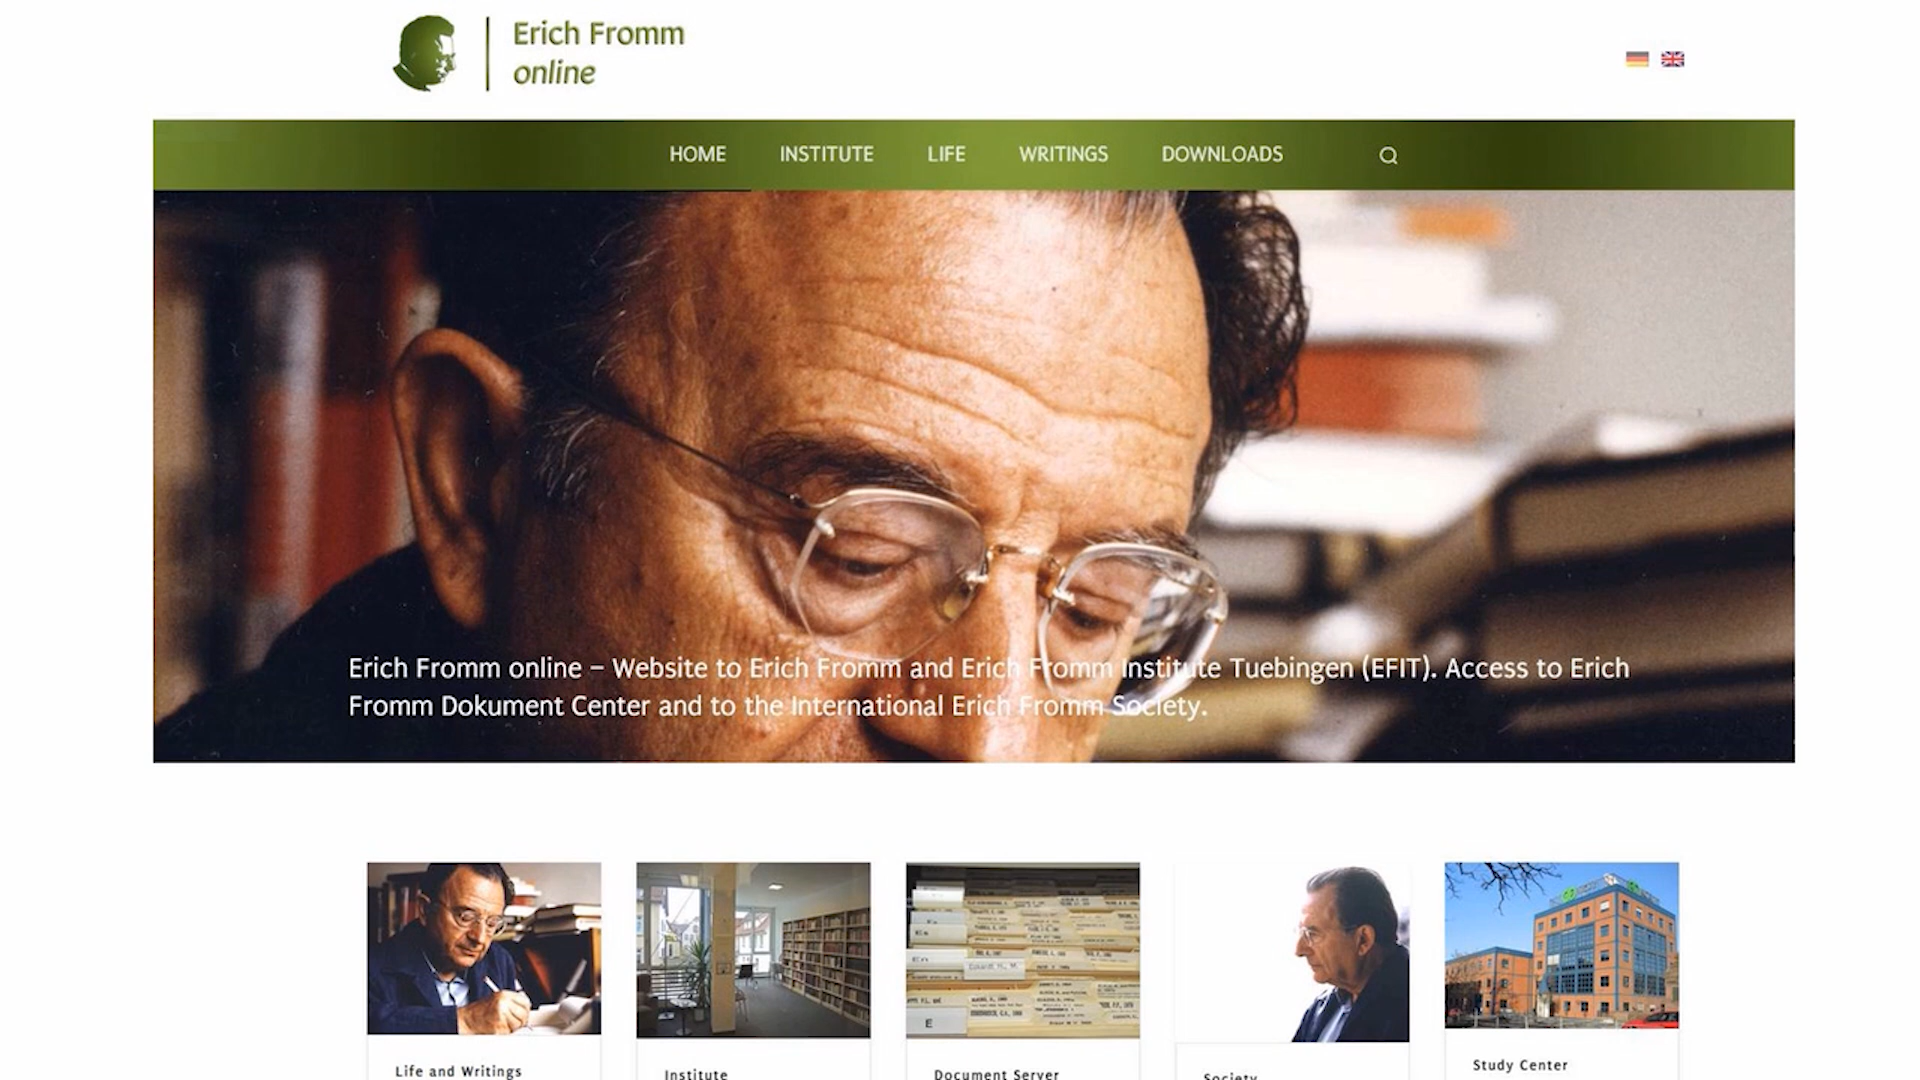 Erich Fromm
online
HOME INSTITUTE LIFE WRITINGS DOWNLOADS
Erich Fromm online – Website to Erich Fromm and Erich Fromm Institute Tuebingen (EFIT). Access to Erich
Fromm Dokument Center and to the International Erich Fromm Society.
E
Life and Writings
Institute
Document Server
Society
Study Center